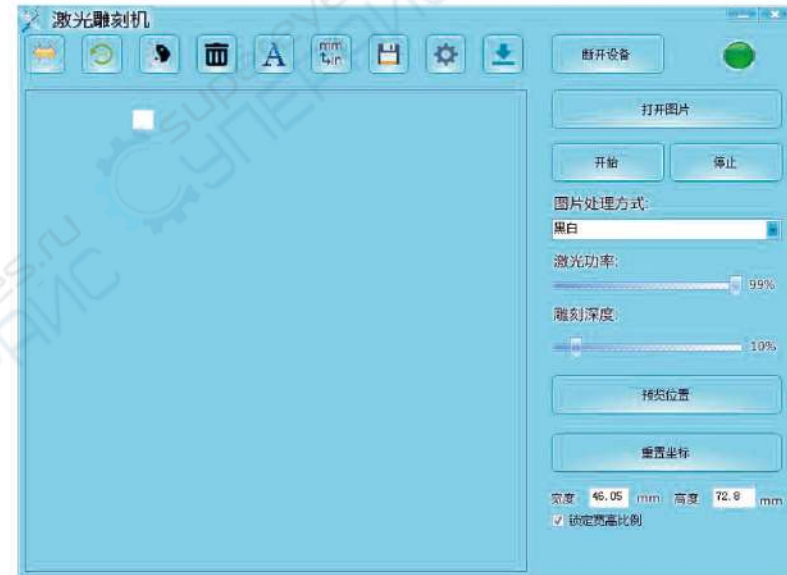 激光雕刻机
A
mm
in
断开设备
打开图片
开始
停止
图片处理方式:
黑白
激光功率:
99%
雕刻深度:
10%
预览位置
重置坐标
宽度 46.05 mm 高度 72.8 mm
锁定宽高比例